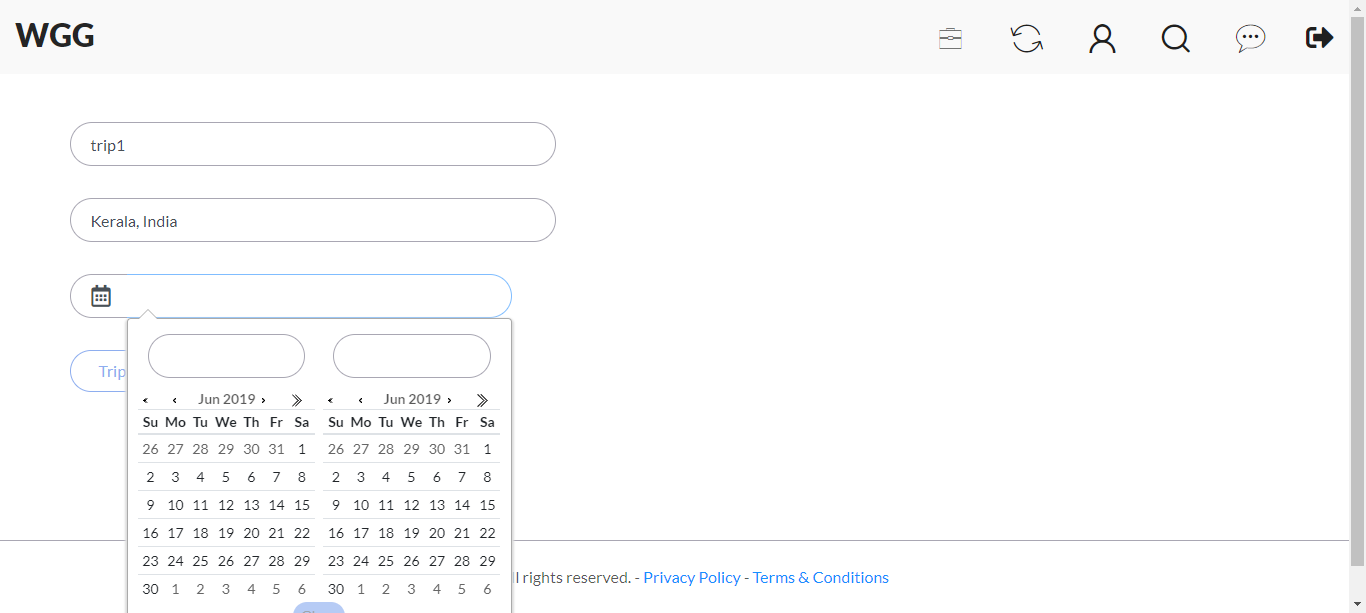 WGG
trip1
Kerala, India
Trip
Jun 2019 Jun 2019
Su Mo Tu We Th Fr Sa Su Mo Tu We Th Fr Sa
26 27 28 29 30 31 1 26 27 28 29 30 31 1
2 3 4 5 6 7 8 2 3 4 5 6 7 8
9 10 11 12 13 14 15 9 10 11 12 13 14 15
16 17 18 19 20 21 22 16 17 18 19 20 21 22
23 24 25 26 27 28 29 23 24 25 26 27 28 29
30 1 2 3 4 5 6 30 1 2 3 4 5 6
ll rights reserved. - Privacy Policy - Terms & Conditions